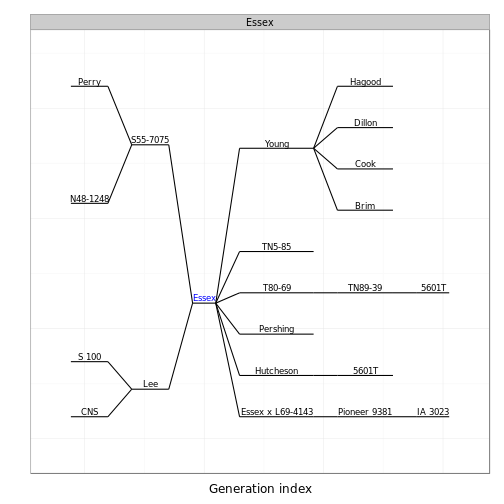 Essex
Perry
Hagood
Dillon
S55-7075
Young
Cook
N48-1248
Brim
TN5-85
Essex
T80-69
TN89-39
5601T
Pershing
S 100
Hutcheson
5601T
Lee
CNS
Essex x L69-4143
Pioneer 9381
IA 3023
Generation index